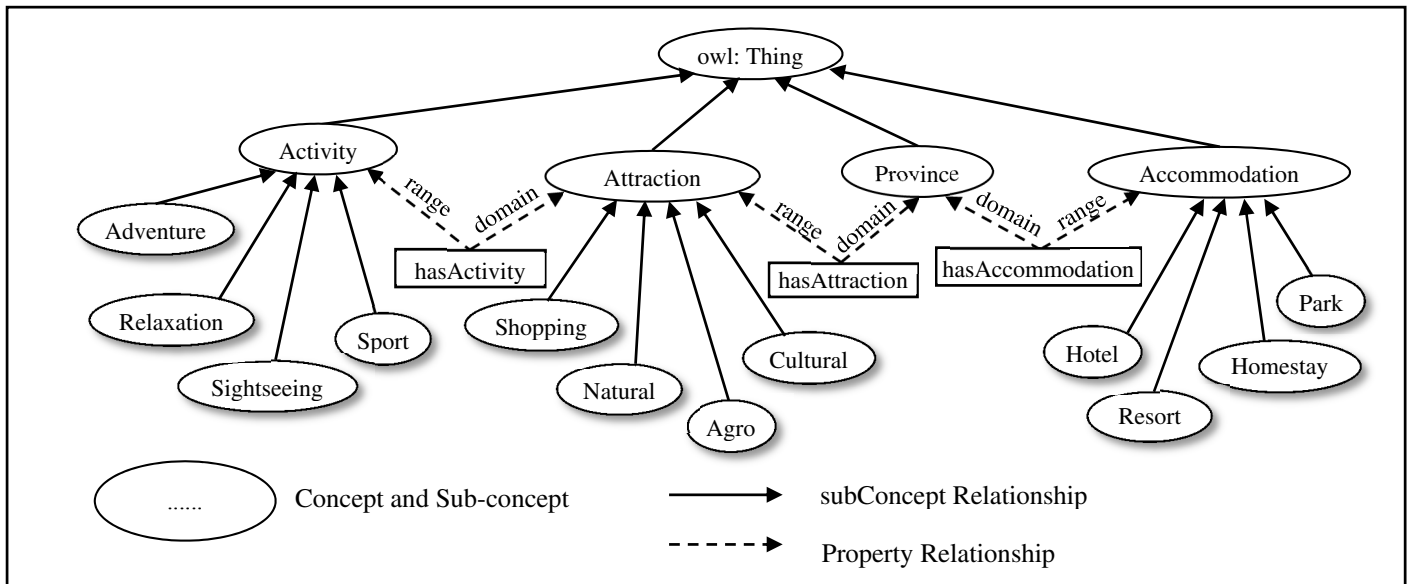 owl: Thing
Activity
Attraction
Province
Accommodation
range
domain
range
domain
domain
range
Adventure
hasActivity
hasAttraction
hasAccommodation
Relaxation
Sport
Shopping
Cultural
Park
Hotel
Homestay
Sightseeing
Natural
Agro
Resort
......
Concept and Sub-concept
subConcept Relationship
Property Relationship